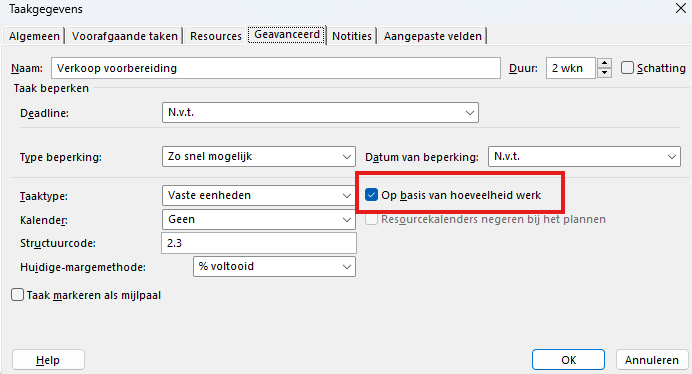 Taakgegevens
Algemeen Voorafgaande taken Resources Geavanceerd Notities Aangepaste velden
Naam: Verkoop voorbereiding Duur: 2 wkn Schatting
Taak beperken
Deadline: N.v.t.
Type beperking: Zo snel mogelijk Datum van beperking: N.v.t.
Taaktype: Vaste eenheden Op basis van hoeveelheid werk
Kalender: Geen Resourcekalenders negeren bij het plannen
Structuurcode: 2.3
Huidige-margemethode: % voltooid
Taak markeren als mijlpaal
Help OK Annuleren